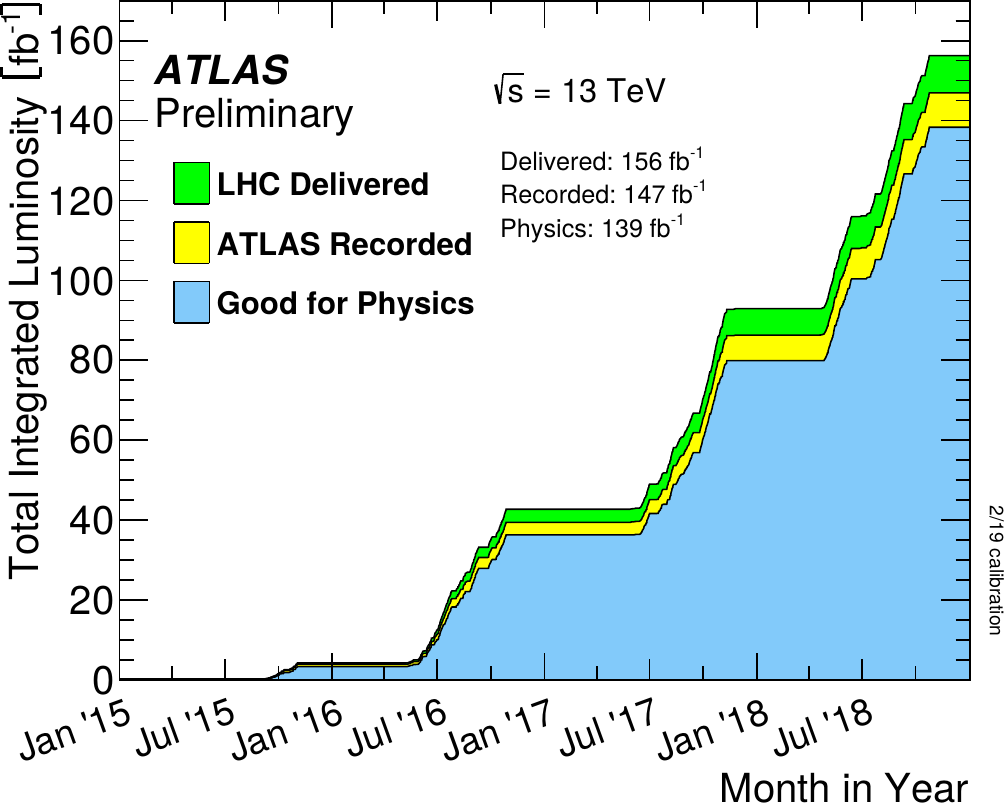 Total Integrated Luminosity [fb⁻¹]
160
140
120
100
80
60
40
20
0
ATLAS
Preliminary
√s = 13 TeV
Delivered: 156 fb⁻¹
Recorded: 147 fb⁻¹
Physics: 139 fb⁻¹
LHC Delivered
ATLAS Recorded
Good for Physics
2/19 calibration
Jan '15
Jul '15
Jan '16
Jul '16
Jan '17
Jul '17
Jan '18
Jul '18
Month in Year